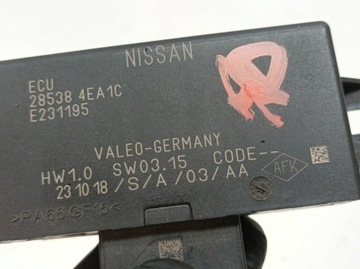 NISSAN
ECU
28538 4EA1C
E231195
VALEO-GERMANY
HW1.0 SW03.15 CODE--
23 10 18 /S/A/03/AA
AFK
>PA66GF15<